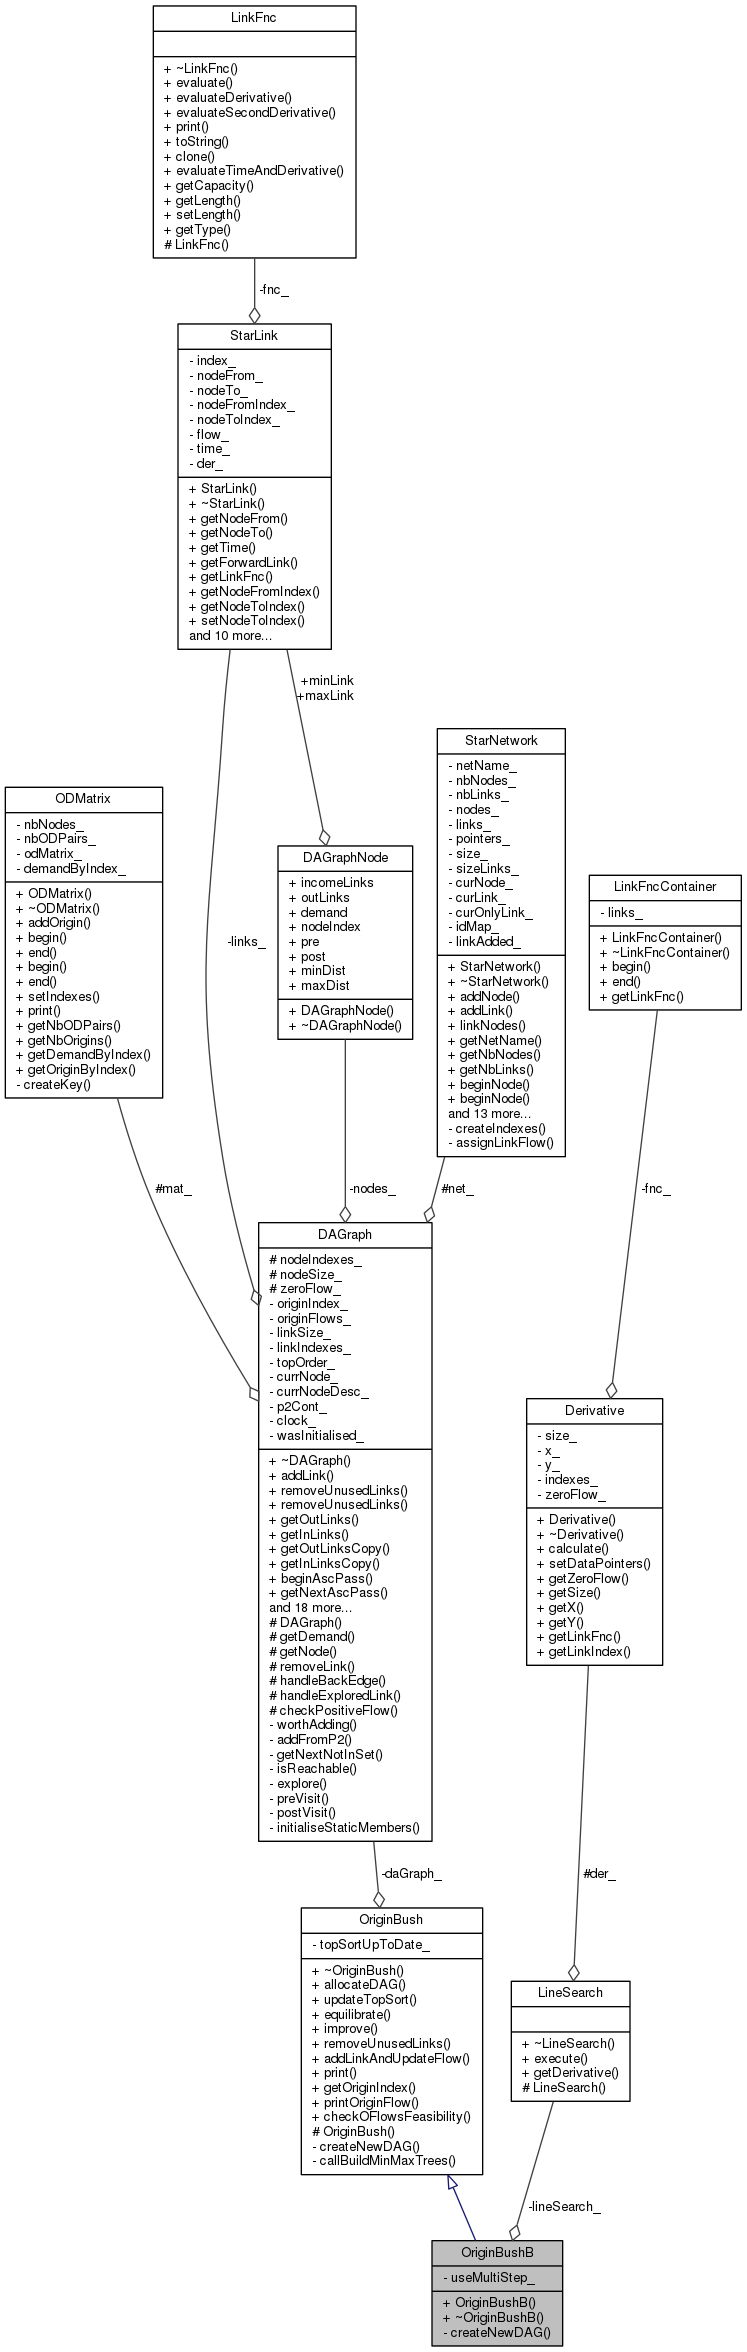 LinkFnc
+ ~LinkFnc()
+ evaluate()
+ evaluateDerivative()
+ evaluateSecondDerivative()
+ print()
+ toString()
+ clone()
+ evaluateTimeAndDerivative()
+ getCapacity()
+ getLength()
+ setLength()
+ getType()
# LinkFnc()
-fnc_
StarLink
- index_
- nodeFrom_
- nodeTo_
- nodeFromIndex_
- nodeToIndex_
- flow_
- time_
- der_
+ StarLink()
+ ~StarLink()
+ getNodeFrom()
+ getNodeTo()
+ getTime()
+ getForwardLink()
+ getLinkFnc()
+ getNodeFromIndex()
+ getNodeToIndex()
+ setNodeToIndex()
and 10 more...
+minLink
+maxLink
-links_
ODMatrix
- nbNodes_
- nbODPairs_
- odMatrix_
- demandByIndex_
+ ODMatrix()
+ ~ODMatrix()
+ addOrigin()
+ begin()
+ end()
+ begin()
+ end()
+ setIndexes()
+ print()
+ getNbODPairs()
+ getNbOrigins()
+ getDemandByIndex()
+ getOriginByIndex()
- createKey()
#mat_
DAGraphNode
+ incomeLinks
+ outLinks
+ demand
+ nodeIndex
+ pre
+ post
+ minDist
+ maxDist
+ DAGraphNode()
+ ~DAGraphNode()
-nodes_
StarNetwork
- netName_
- nbNodes_
- nbLinks_
- nodes_
- links_
- pointers_
- size_
- sizeLinks_
- curNode_
- curLink_
- curOnlyLink_
- idMap_
- linkAdded_
+ StarNetwork()
+ ~StarNetwork()
+ addNode()
+ addLink()
+ linkNodes()
+ getNetName()
+ getNbNodes()
+ getNbLinks()
+ beginNode()
+ beginNode()
and 13 more...
- createIndexes()
- assignLinkFlow()
#net_
LinkFncContainer
- links_
+ LinkFncContainer()
+ ~LinkFncContainer()
+ begin()
+ end()
+ getLinkFnc()
-fnc_
DAGraph
# nodeIndexes_
# nodeSize_
# zeroFlow_
- originIndex_
- originFlows_
- linkSize_
- linkIndexes_
- topOrder_
- currNode_
- currNodeDesc_
- p2Cont_
- clock_
- wasInitialised_
+ ~DAGraph()
+ addLink()
+ removeUnusedLinks()
+ removeUnusedLinks()
+ getOutLinks()
+ getInLinks()
+ getOutLinksCopy()
+ getInLinksCopy()
+ beginAscPass()
+ getNextAscPass()
and 18 more...
# DAGraph()
# getDemand()
# getNode()
# removeLink()
# handleBackEdge()
# handleExploredLink()
# checkPositiveFlow()
- worthAdding()
- addFromP2()
- getNextNotInSet()
- isReachable()
- explore()
- preVisit()
- postVisit()
- initialiseStaticMembers()
-daGraph_
Derivative
- size_
- x_
- y_
- indexes_
- zeroFlow_
+ Derivative()
+ ~Derivative()
+ calculate()
+ setDataPointers()
+ getZeroFlow()
+ getSize()
+ getX()
+ getY()
+ getLinkFnc()
+ getLinkIndex()
#der_
OriginBush
- topSortUpToDate_
+ ~OriginBush()
+ allocateDAG()
+ updateTopSort()
+ equilibrate()
+ improve()
+ removeUnusedLinks()
+ addLinkAndUpdateFlow()
+ print()
+ getOriginIndex()
+ printOriginFlow()
+ checkOFlowsFeasibility()
# OriginBush()
- createNewDAG()
- callBuildMinMaxTrees()
LineSearch
+ ~LineSearch()
+ execute()
+ getDerivative()
# LineSearch()
-lineSearch_
OriginBushB
- useMultiStep_
+ OriginBushB()
+ ~OriginBushB()
- createNewDAG()